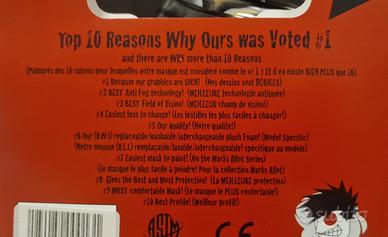 Top 10 Reasons Why Ours was Voted #1
and there are WAY more than 10 Reasons
(Palmarès des 10 raisons pour lesquelles notre masque est considéré comme le n/ 1 ? Et il en existe BIEN PLUS que 10).
#1 Because our graphics are SICK! (Nos dessins sont DÉBILES)
#2 BEST Anti Fog technology! (MEILLEURE technologie antibuée)
#3 BEST Field of Vision! (MEILLEUR champ de vision!)
#4 Easiest lens to change! (Les lentilles les plus faciles à changer!)
#5 Our quality! (Notre qualité!)
#6 Our (B.W.I) replaceable/washable/interchangeable plush Foam! (Model Specific)
(Notre mousse (B.L.I) remplaçable/lavable/interchangeable! spécifique au modèle)
#7 Easiest mask to paint! (On the Marks Allot Series)
(Le masque le plus facile à peindre! Pour la collection Marks Allot)
#8 Gives the Best and Most Protection! (La MEILLEURE protection)
#9 MOST comfortable Mask! (Le masque le PLUS confortable!)
#10 Best Profile! (Meilleur profil!)
ASTM
CE
subito